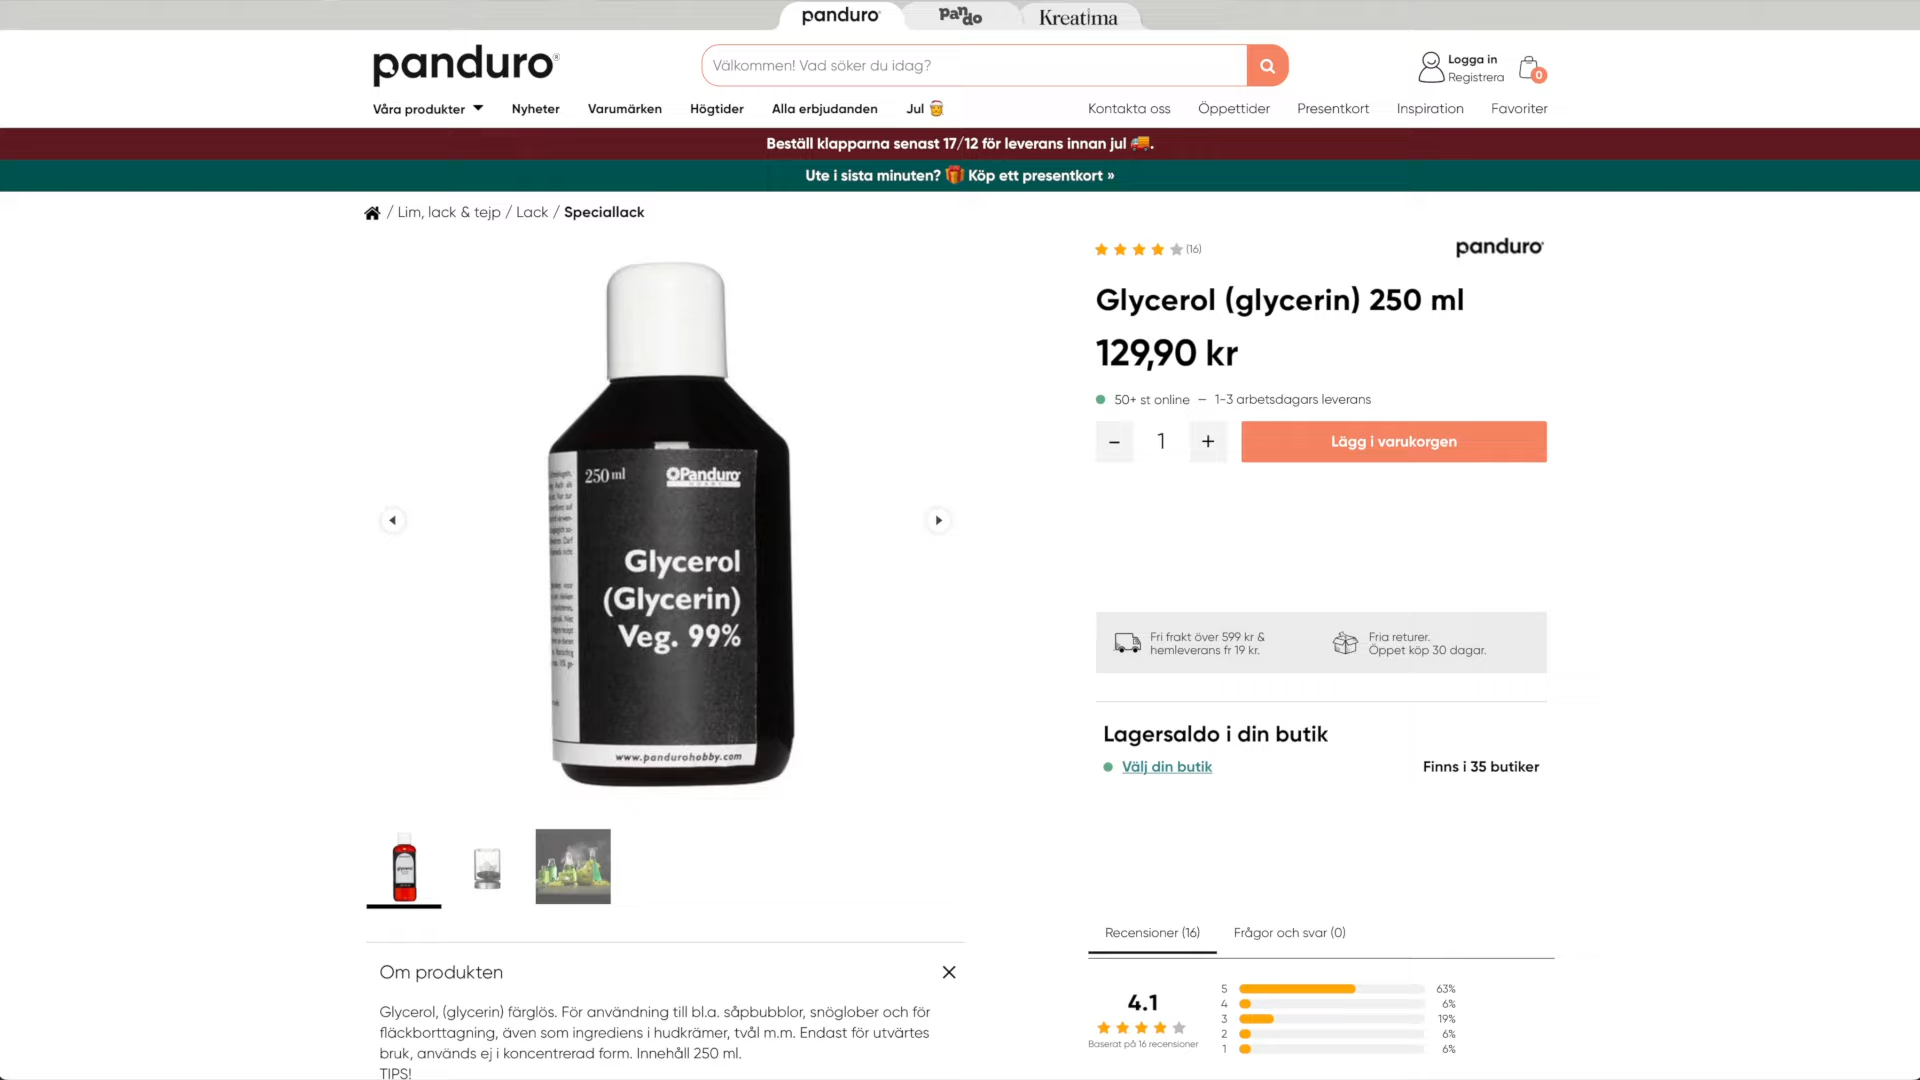 panduro
pando
Kreatima
panduro
Välkommen! Vad söker du idag?
Logga in
Registrera
0
Våra produkter
Nyheter
Varumärken
Högtider
Alla erbjudanden
Jul
Kontakta oss
Öppettider
Presentkort
Inspiration
Favoriter
Beställ klapparna senast 17/12 för leverans innan jul 🚚.
Ute i sista minuten? 🎁 Köp ett presentkort »
/ Lim, lack & tejp / Lack / Speciallack
(16)
panduro
Glycerol (glycerin) 250 ml
129,90 kr
50+ st online – 1-3 arbetsdagars leverans
- 1 +
Lägg i varukorgen
250 ml
Panduro
HOBBY
Glycerol
(Glycerin)
Veg. 99%
www.pandurohobby.com
Fri frakt över 599 kr &
hemleverans fr 19 kr.
Fria returer.
Öppet köp 30 dagar.
Lagersaldo i din butik
Välj din butik
Finns i 35 butiker
Recensioner (16)
Frågor och svar (0)
4.1
Baserat på 16 recensioner
5 63%
4 6%
3 19%
2 6%
1 6%
Om produkten
Glycerol, (glycerin) färglös. För användning till bl.a. såpbubblor, snöglober och för
fläckborttagning, även som ingrediens i hudkrämer, tvål m.m. Endast för utvärtes
bruk, används ej i koncentrerad form. Innehåll 250 ml.
TIPS!